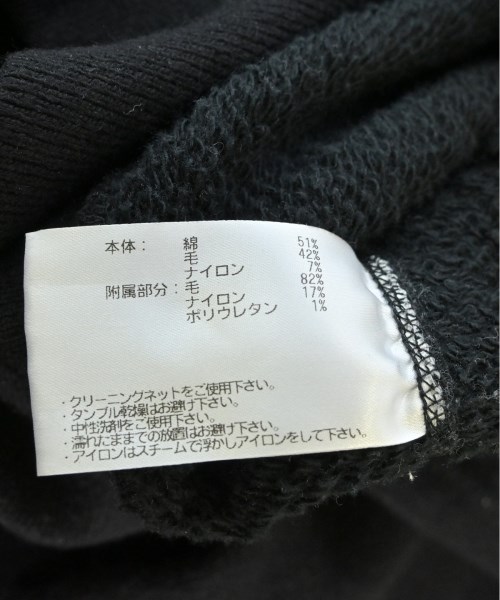 本体： 綿 51%
毛 42%
ナイロン 7%
附属部分：毛 82%
ナイロン 17%
ポリウレタン 1%
・クリーニングネットをご使用下さい。
・タンブル乾燥はお避け下さい。
・中性洗剤をご使用下さい。
・濡れたままでの放置はお避け下さい。
・アイロンはスチームで浮かしアイロンをして下さい。